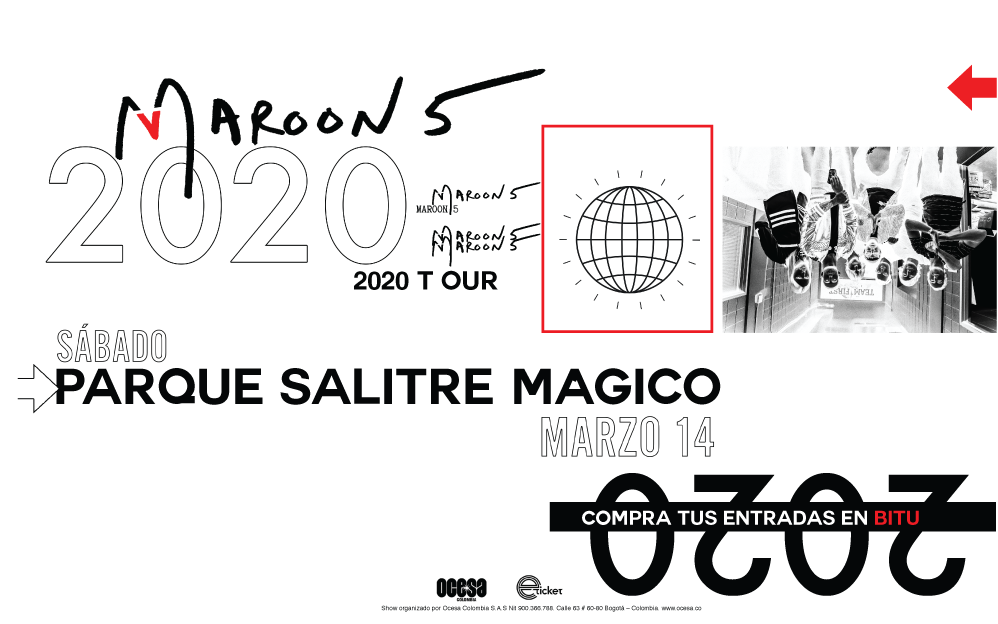 MAROON 5
2020
MAROON 5
MAROON 5
MAROON 5
MAROON 5
2020 T OUR
TEAM FIRST
SÁBADO
PARQUE SALITRE MAGICO
MARZO 14
2020
COMPRA TUS ENTRADAS EN BITU
ocesa
COLOMBIA
eticket
Show organizado por Ocesa Colombia S.A.S Nit 900.366.788. Calle 63 # 60-80 Bogotà – Colombia. www.ocesa.co